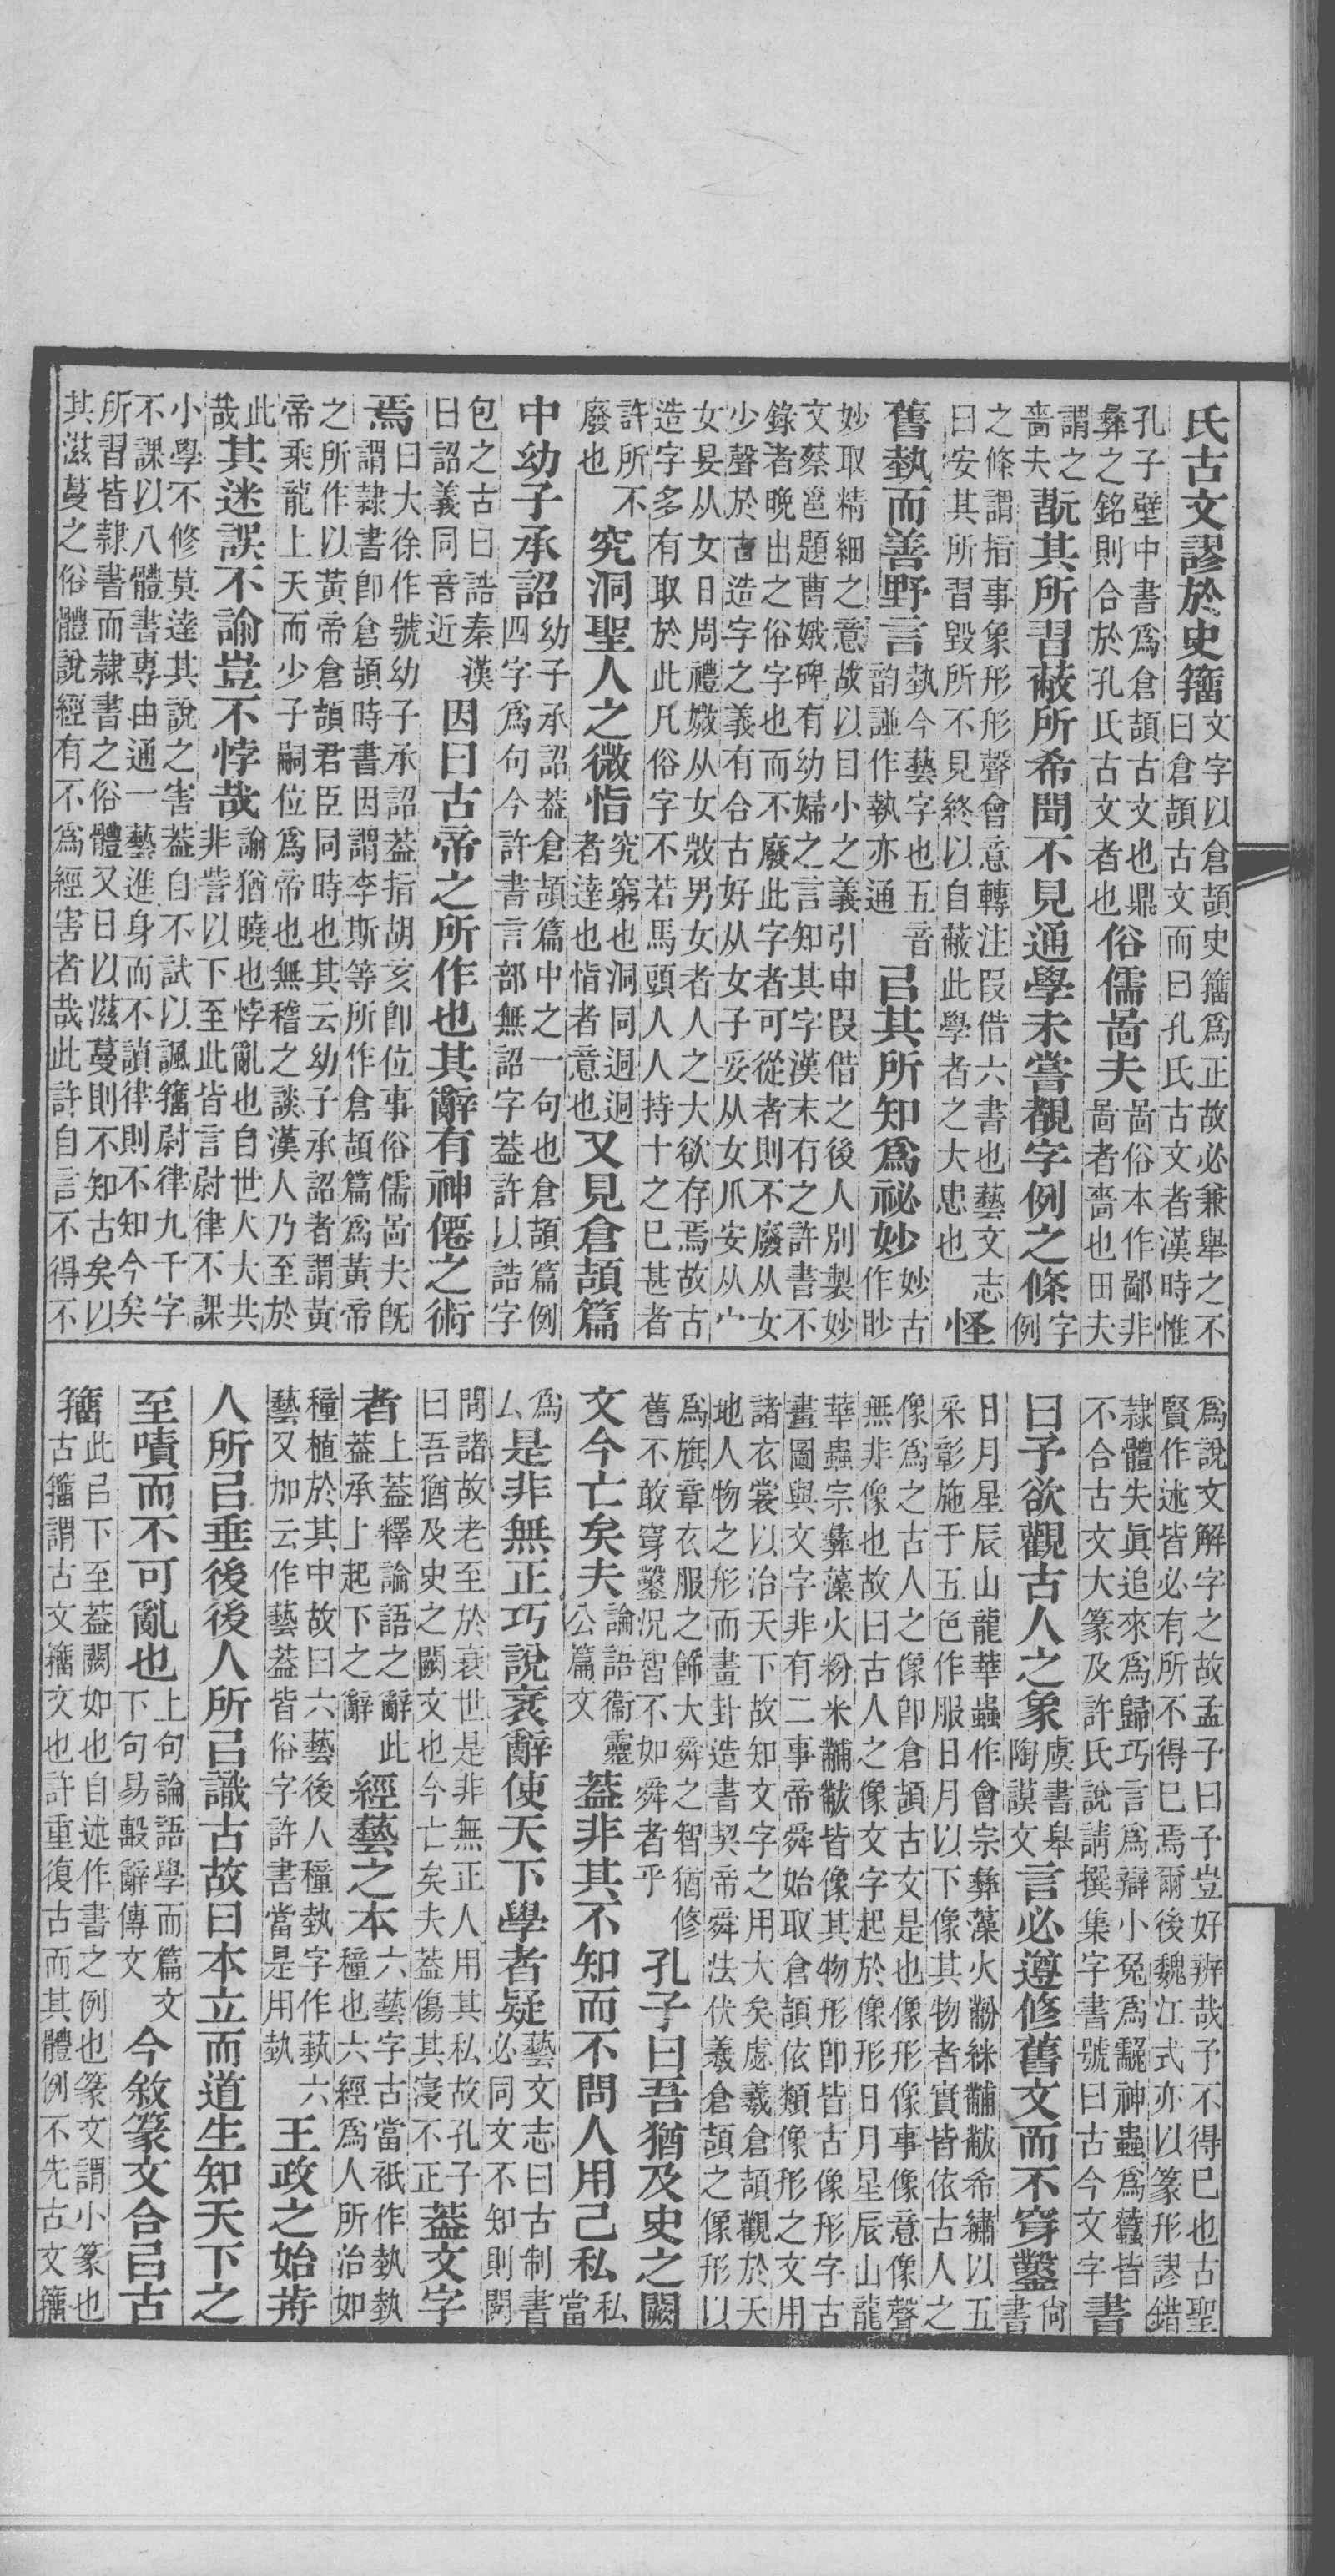 氏古文謬於史籒文字以倉頡史籒爲正故必兼舉之不曰倉頡古文而曰孔氏古文者漢時惟
孔子壁中書爲倉頡古文也鼎彝之銘則合於孔氏古文者也俗儒啚夫啚俗本作鄙非啚者嗇也田夫
謂之嗇夫翫其所習蔽所希聞不見通學未嘗覩字例之條字例
之條謂指事象形形聲會意轉注叚借六書也藝文志曰安其所習毀所不見終以自蔽此學者之大患也怪
舊埶而善野言埶今藝字也五音韵譜作執亦通㠯其所知爲祕妙妙古作眇
妙取精細之意故以目小之義引申叚借之後人別製妙文蔡邕題曹娥碑有幼婦之言知其字漢末有之許書不
錄者晚出之俗字也而不廢此字者可從者則不廢从女少聲於古造字之義有合古好从女子妥从女爪安从宀
女妟从女日周禮媺从女㪫男女者人之大欲存焉故古造字多有取於此凡俗字不若馬頭人人持十之已甚者
許所不廢也究洞聖人之微恉究窮也洞同迵迵者達也恉者意也又見倉頡篇
中幼子承詔幼子承詔葢倉頡篇中之一句也倉頡篇例四字爲句今許書言部無詔字葢許以誥字
包之古曰誥秦漢曰詔義同音近因曰古帝之所作也其辭有神僊之術
焉曰大徐作號幼子承詔葢指胡亥卽位事俗儒啚夫旣謂隸書卽倉頡時書因謂李斯等所作倉頡篇爲黃帝
之所作以黃帝倉頡君臣同時也其云幼子承詔者謂黃帝乘龍上天而少子嗣位爲帝也無稽之談漢人乃至於
此哉其迷誤不諭豈不悖哉諭猶曉也悖亂也自世人大共非訾以下至此皆言尉律不課
小學不修莫達其說之害葢自不試以諷籒尉律九千字不課以八體書專由通一藝進身而不讀律則不知今矣
所習皆隸書而隸書之俗體又日以滋蔓則不知古矣以其滋蔓之俗體說經有不爲經害者哉此許自言不得不
爲說文解字之故孟子曰予豈好辨哉予不得已也古聖賢作述皆必有所不得已焉爾後魏江式亦以篆形謬錯
隸體失眞追來爲歸巧言爲辯小兔爲䨲神蟲爲蠶皆不合古文大篆及許氏說請撰集字書號曰古今文字書
曰予欲觀古人之象虞書皋陶謨文言必遵修舊文而不穿鑿尙書
日月星辰山龍華蟲作會宗彝藻火黺絑黼黻希繡以五采彰施于五色作服日月以下像其物者實皆依古人之
像爲之古人之像卽倉頡古文是也像形像事像意像聲無非像也故曰古人之像文字起於像形日月星辰山龍
華蟲宗彝藻火粉米黼黻皆像其物形卽皆古像形字古畫圖與文字非有二事帝舜始取倉頡依類像形之文用
諸衣裳以治天下故知文字之用大矣處羲倉頡觀於天地人物之形而畫卦造書契帝舜法伏羲倉頡之像形以
爲旗章衣服之飾大舜之智猶修舊不敢穿鑿況智不如舜者乎孔子曰吾猶及史之闕
文今亡矣夫論語衞靈公篇文葢非其不知而不問人用己私私當
爲厶是非無正巧說衺辭使天下學者疑藝文志曰古制書必同文不知則闕
問諸故老至於衰世是非無正人用其私故孔子曰吾猶及史之闕文也今亡矣夫葢傷其寖不正葢文字
者上葢釋論語之辭此葢承上起下之辭經藝之本六藝字古當祇作埶埶種也六經爲人所治如
種植於其中故曰六藝後人種埶字作蓺六藝又加云作藝葢皆俗字許書當是用埶王政之始歬
人所㠯垂後後人所㠯識古故曰本立而道生知天下之
至嘖而不可亂也上句論語學而篇文下句易毄辭傳文今敘篆文合㠯古
籒此㠯下至葢闕如也自述作書之例也篆文謂小篆也古籒謂古文籒文也許重復古而其體例不先古文籒